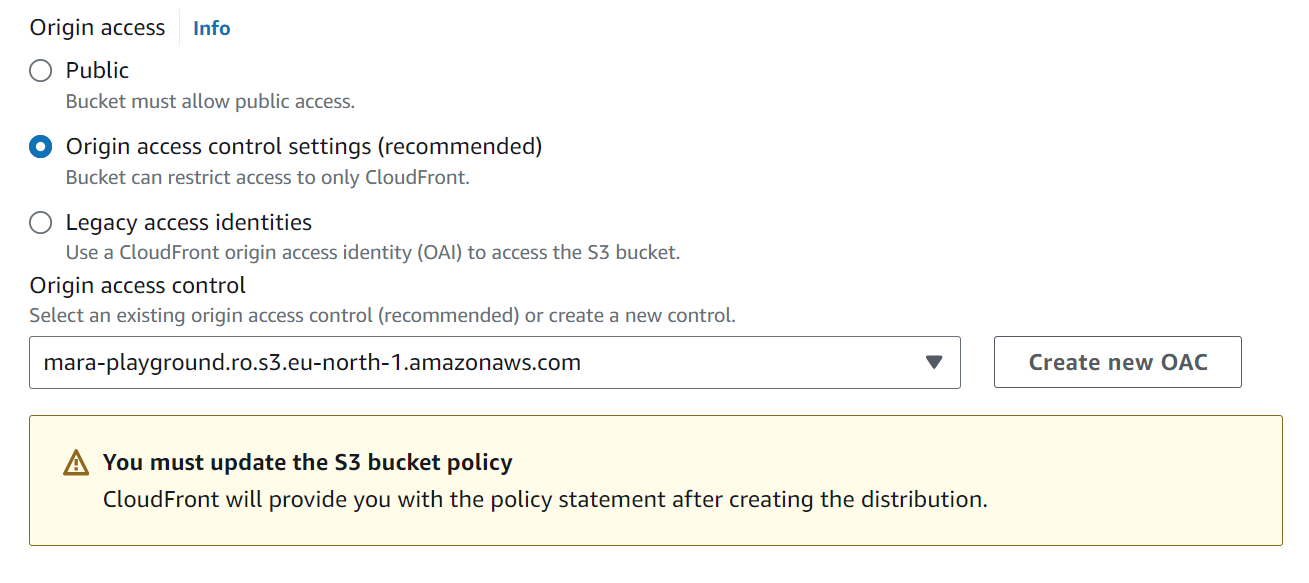 Origin access
Info
Public
Bucket must allow public access.
Origin access control settings (recommended)
Bucket can restrict access to only CloudFront.
Legacy access identities
Use a CloudFront origin access identity (OAI) to access the S3 bucket.
Origin access control
Select an existing origin access control (recommended) or create a new control.
mara-playground.ro.s3.eu-north-1.amazonaws.com
Create new OAC
You must update the S3 bucket policy
CloudFront will provide you with the policy statement after creating the distribution.